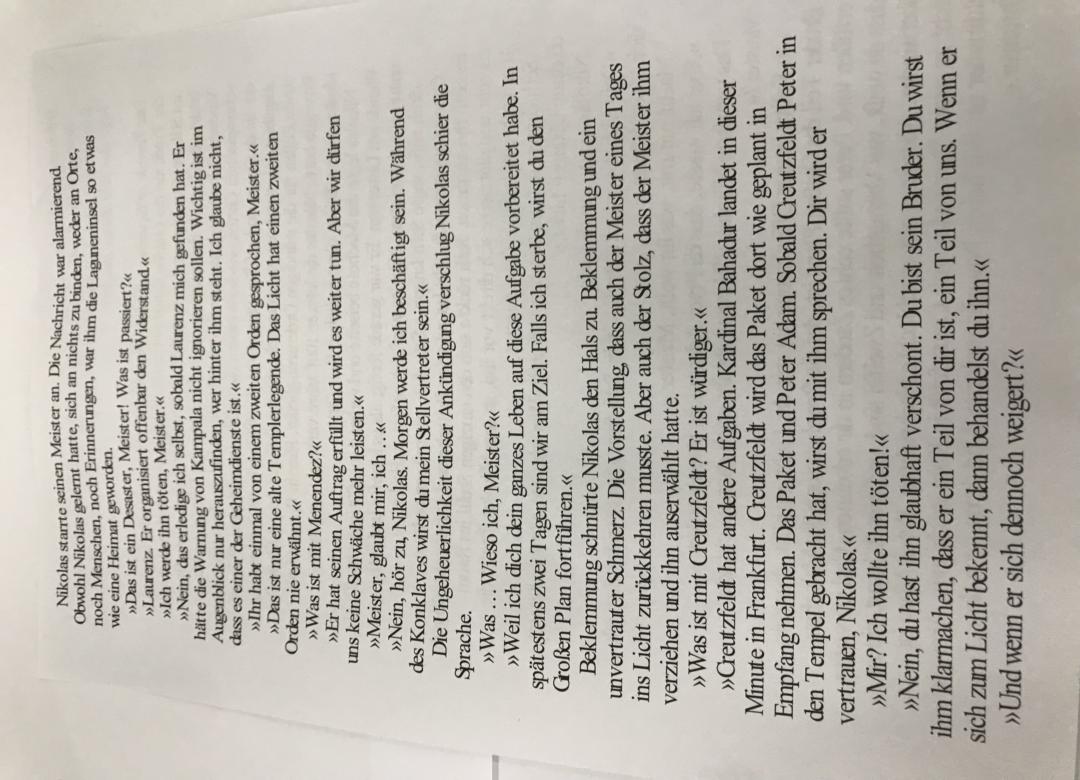 Nikolas starrte seinen Meister an. Die Nachricht war alarmierend.
Obwohl Nikolas gelernt hatte, sich an nichts zu binden, weder an Orte,
noch Menschen, noch Erinnerungen, war ihm die Laguneninsel so etwas
wie eine Heimat geworden.
»Das ist ein Desaster, Meister! Was ist passiert?«
»Laurenz. Er organisiert offenbar den Widerstand.«
»Ich werde ihn töten, Meister.«
»Nein, das erledige ich selbst, sobald Laurenz mich gefunden hat. Er
hätte die Warnung von Kampala nicht ignorieren sollen. Wichtig ist im
Augenblick nur herauszufinden, wer hinter ihm steht. Ich glaube nicht,
dass es einer der Geheimdienste ist.«
»Ihr habt einmal von einem zweiten Orden gesprochen, Meister.«
»Das ist nur eine alte Templerlegende. Das Licht hat einen zweiten
Orden nie erwähnt.«
»Was ist mit Menendez?«
»Er hat seinen Auftrag erfüllt und wird es weiter tun. Aber wir dürfen
uns keine Schwäche mehr leisten.«
»Meister, glaubt mir, ich …«
»Nein, hör zu, Nikolas. Morgen werde ich beschäftigt sein. Während
des Konklaves wirst du mein Stellvertreter sein.«
Die Ungeheuerlichkeit dieser Ankündigung verschlug Nikolas schier die
Sprache.
»Was … Wieso ich, Meister?«
»Weil ich dich dein ganzes Leben auf diese Aufgabe vorbereitet habe. In
spätestens zwei Tagen sind wir am Ziel. Falls ich sterbe, wirst du den
Großen Plan fortführen.«
Beklemmung schnürte Nikolas den Hals zu. Beklemmung und ein
unvertrauter Schmerz. Die Vorstellung, dass auch der Meister eines Tages
ins Licht zurückkehren musste. Aber auch der Stolz, dass der Meister ihm
verziehen und ihn auserwählt hatte.
»Was ist mit Creutzfeldt? Er ist würdiger.«
»Creutzfeldt hat andere Aufgaben. Kardinal Bahadur landet in dieser
Minute in Frankfurt. Creutzfeldt wird das Paket dort wie geplant in
Empfang nehmen. Das Paket und Peter Adam. Sobald Creutzfeldt Peter in
den Tempel gebracht hat, wirst du mit ihm sprechen. Dir wird er
vertrauen, Nikolas.«
»Mir? Ich wollte ihn töten!«
»Nein, du hast ihn glaubhaft verschont. Du bist sein Bruder. Du wirst
ihm klarmachen, dass er ein Teil von dir ist, ein Teil von uns. Wenn er
sich zum Licht bekennt, dann behandelst du ihn.«
»Und wenn er sich dennoch weigert?«